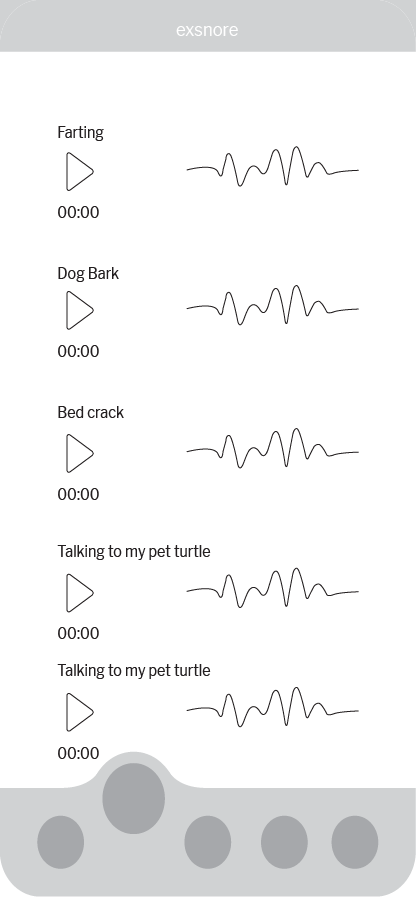 exsnore
Farting
00:00
Dog Bark
00:00
Bed crack
00:00
Talking to my pet turtle
00:00
Talking to my pet turtle
00:00